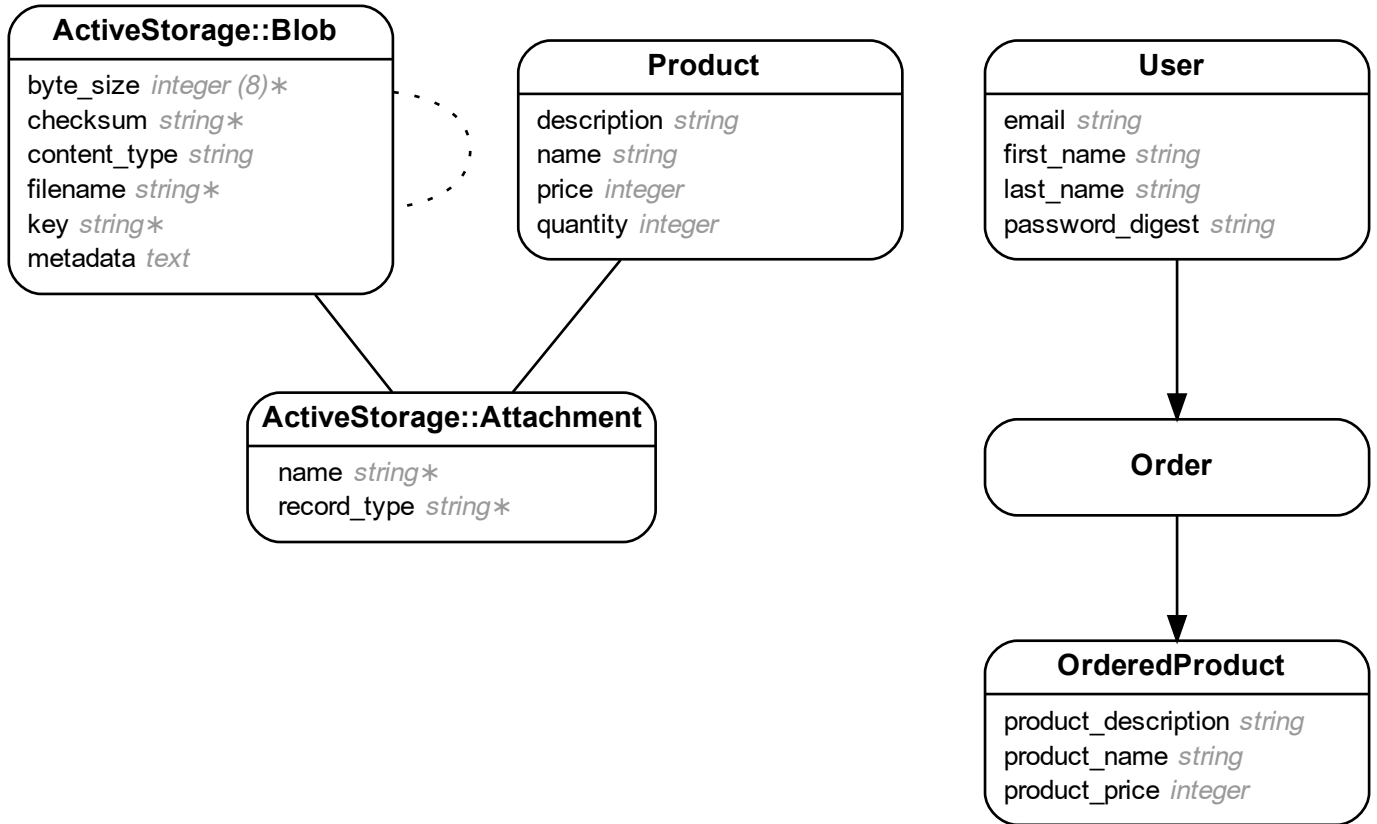 ActiveStorage::Blob
byte_size integer (8)∗
checksum string∗
content_type string
filename string∗
key string∗
metadata text
Product
description string
name string
price integer
quantity integer
User
email string
first_name string
last_name string
password_digest string
ActiveStorage::Attachment
name string∗
record_type string∗
Order
OrderedProduct
product_description string
product_name string
product_price integer